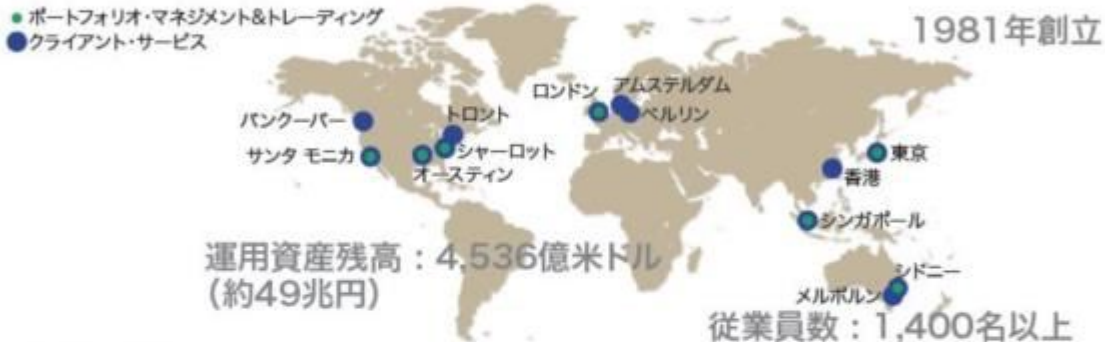 ポートフォリオ・マネジメント&トレーディング
クライアント・サービス
1981年創立
ロンドン
アムステルダム
ベルリン
バンクーバー
トロント
サンタ モニカ
シャーロット
オースティン
東京
香港
シンガポール
運用資産残高：4,536億米ドル
(約49兆円)
シドニー
メルボルン
従業員数：1,400名以上